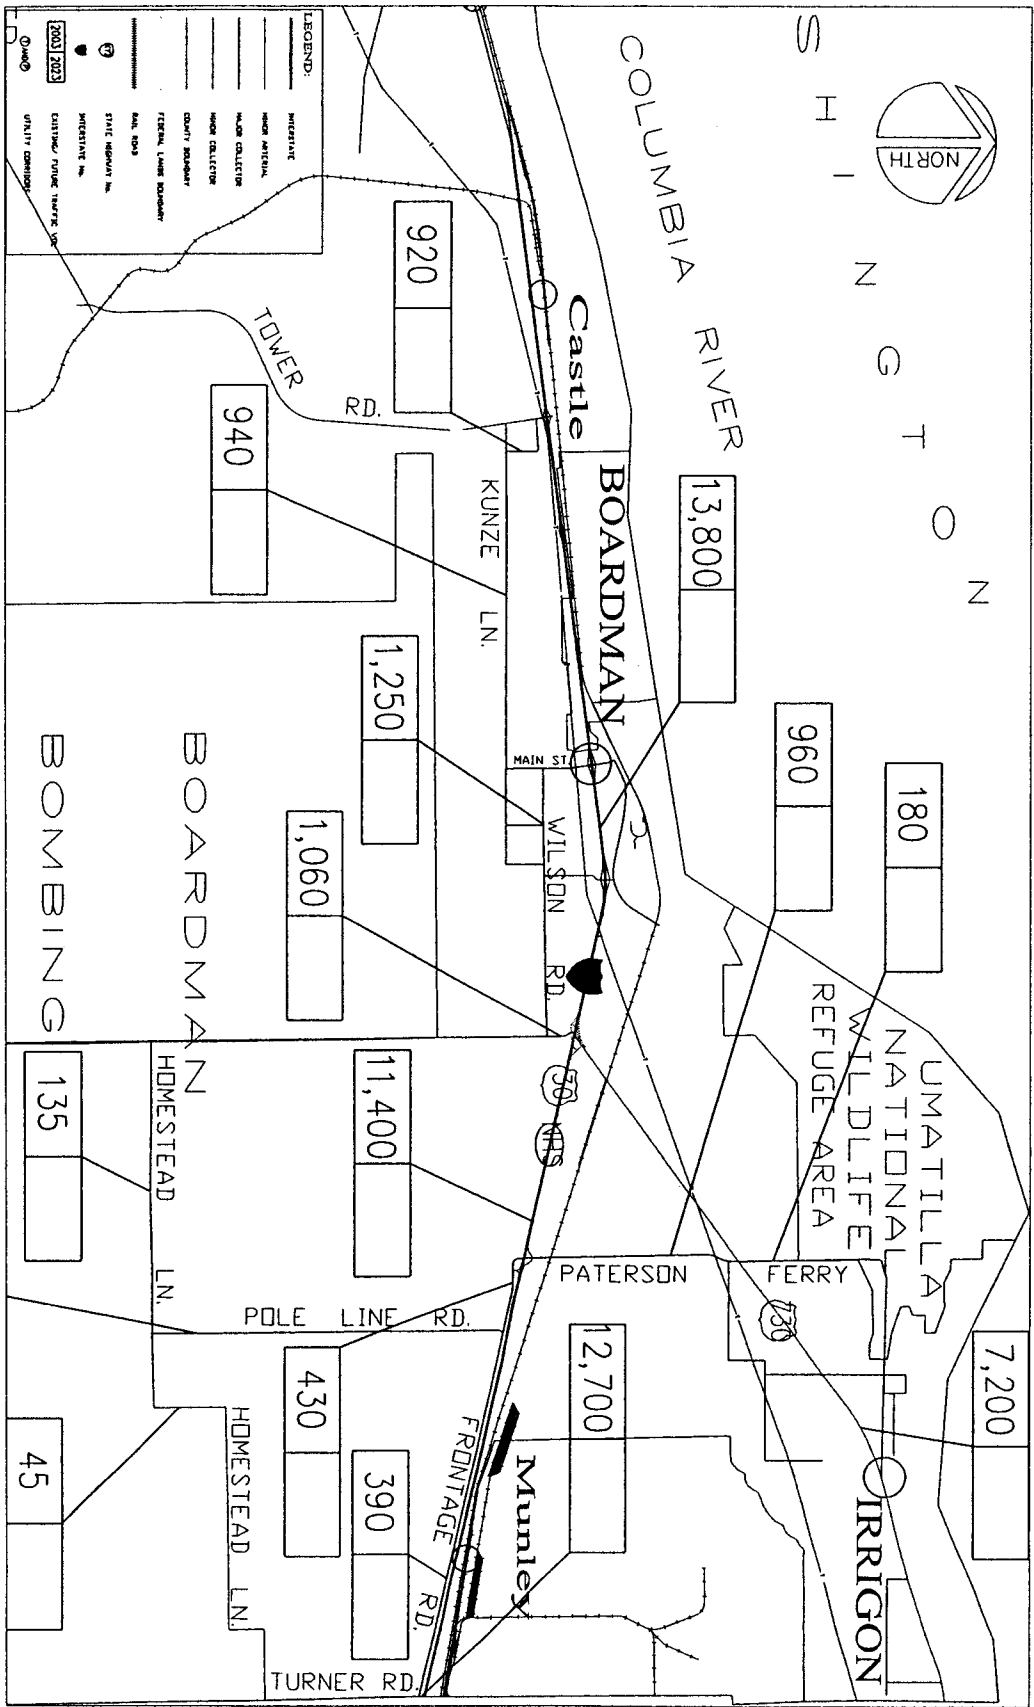 SHINGTON
COLUMBIA RIVER
NORTH
LEGEND:
INTERSTATE
MINOR ARTERIAL
MAJOR COLLECTOR
MINOR COLLECTOR
COUNTY BOUNDARY
FEDERAL LANDS BOUNDARY
RAIL ROAD
STATE HIGHWAY No.
INTERSTATE No.
2003 2023
EXISTING/ FUTURE TRAFFIC VOL
UTILITY CORRIDORS
Castle
BOARDMAN
13,800
960
180
920
940
TOWER
RD.
KUNZE LN.
1,250
MAIN ST.
WILSON RD.
1,060
UMATILLA
NATIONAL
WILDLIFE
REFUGE AREA
30
NHS
11,400
BOARDMAN
BOMBING
135
HOMESTEAD LN.
POLE LINE RD.
PATERSON FERRY
730
7,200
IRRIGON
12,700
Munley
FRONTAGE RD.
430
390
HOMESTEAD LN.
45
TURNER RD.